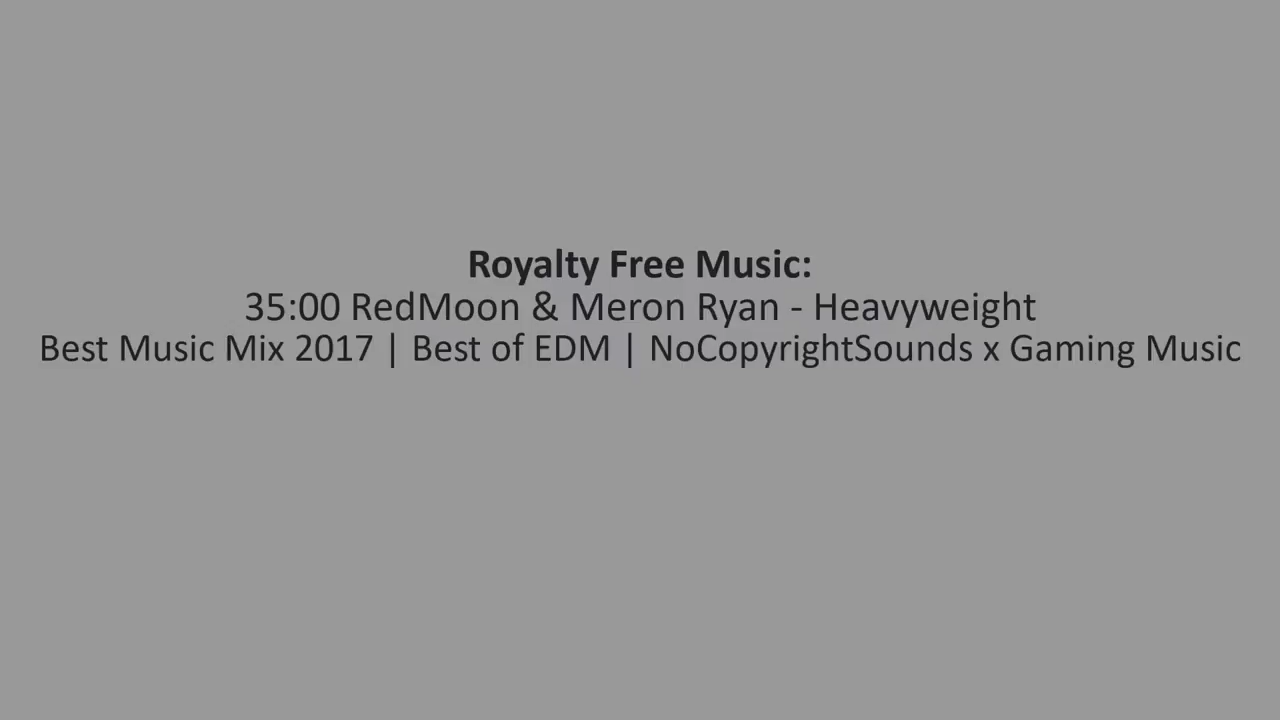 Royalty Free Music:
35:00 RedMoon & Meron Ryan - Heavyweight
Best Music Mix 2017 | Best of EDM | NoCopyrightSounds x Gaming Music